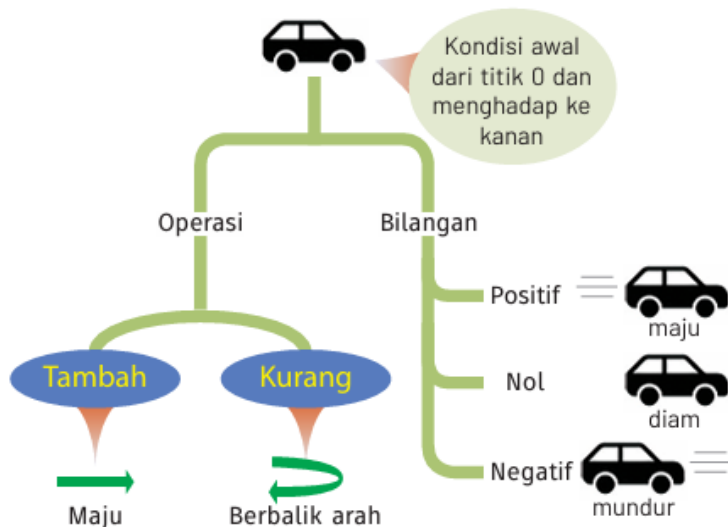 Kondisi awal
dari titik 0 dan
menghadap ke
kanan
Operasi
Bilangan
Positif
maju
Nol
diam
Negatif
mundur
Tambah
Kurang
Maju
Berbalik arah